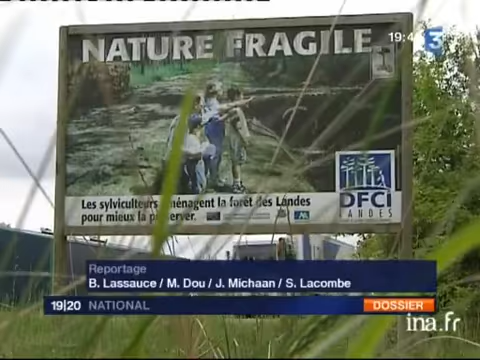 19:4
3
NATURE FRAGILE
Les sylviculteurs aménagent la forêt des Landes
pour mieux la préserver.
DFCI
LANDES
Reportage
B. Lassauce / M. Dou / J. Michaan / S. Lacombe
19|20 NATIONAL DOSSIER
ina.fr